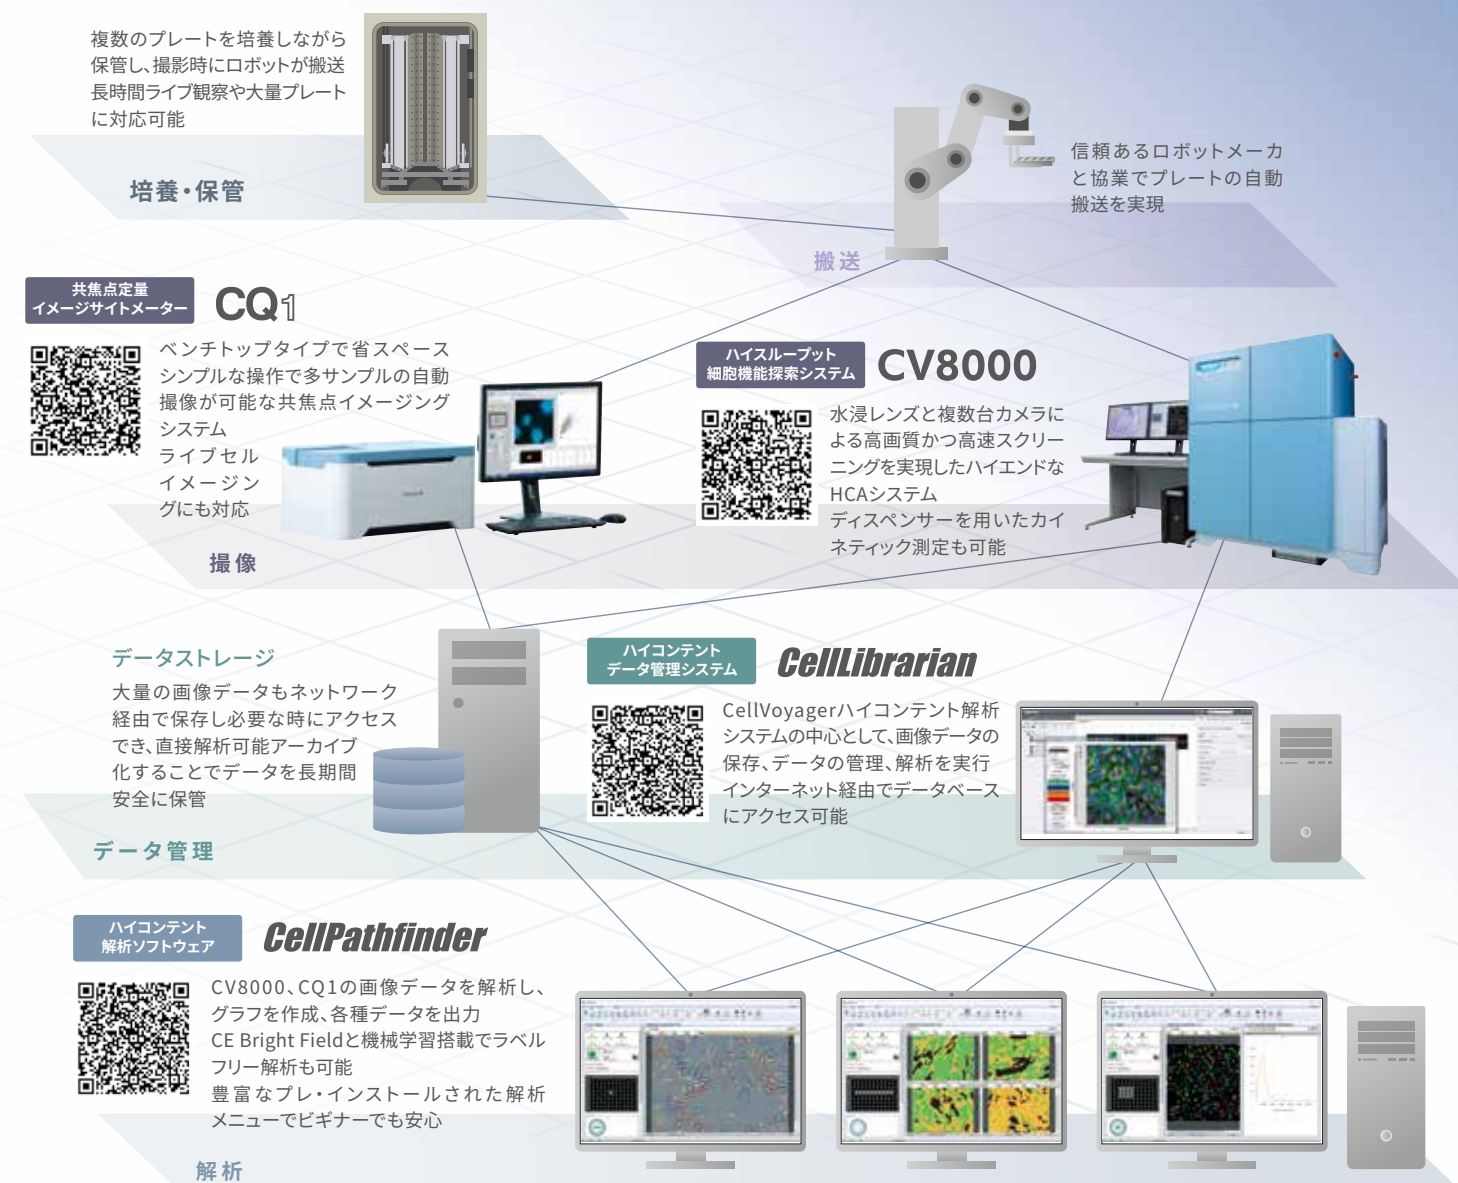 複数のプレートを培養しながら
保管し、撮影時にロボットが搬送
長時間ライブ観察や大量プレート
に対応可能
培養・保管
信頼あるロボットメーカ
と協業でプレートの自動
搬送を実現
搬送
共焦点定量
イメージサイトメーター
CQ1
ベンチトップタイプで省スペース
シンプルな操作で多サンプルの自動
撮像が可能な共焦点イメージング
システム
ライブセル
イメージン
グにも対応
ハイスループット
細胞機能探索システム
CV8000
水浸レンズと複数台カメラに
よる高画質かつ高速スクリー
ニングを実現したハイエンドな
HCAシステム
ディスペンサーを用いたカイ
ネティック測定も可能
撮像
データストレージ
大量の画像データもネットワーク
経由で保存し必要な時にアクセス
でき、直接解析可能アーカイブ
化することでデータを長期間
安全に保管
ハイコンテント
データ管理システム
CellLibrarian
CellVoyagerハイコンテント解析
システムの中心として、画像データの
保存、データの管理、解析を実行
インターネット経由でデータベース
にアクセス可能
データ管理
ハイコンテント
解析ソフトウェア
CellPathfinder
CV8000、CQ1の画像データを解析し、
グラフを作成、各種データを出力
CE Bright Fieldと機械学習搭載でラベル
フリー解析も可能
豊富なプレ・インストールされた解析
メニューでビギナーでも安心
解析